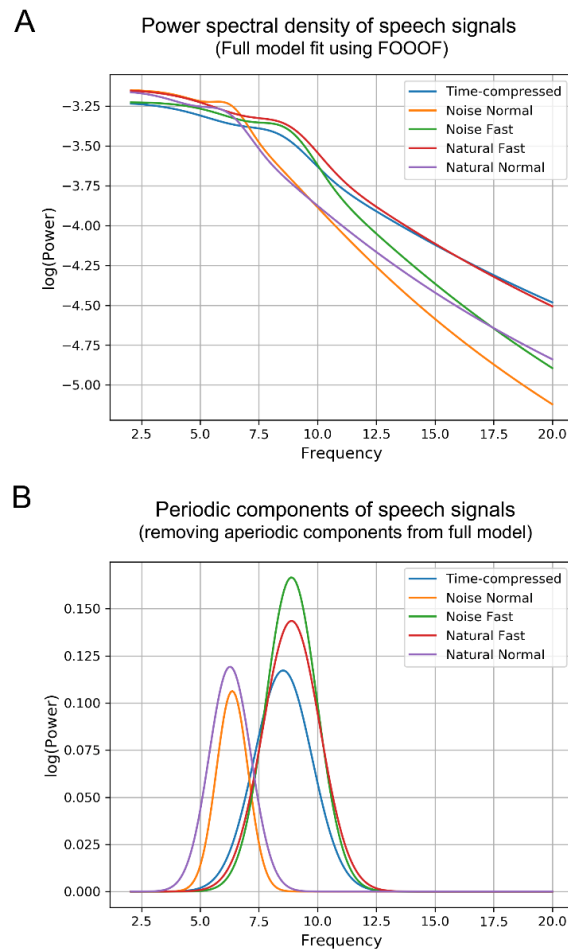 A
Power spectral density of speech signals
(Full model fit using FOOOF)
Time-compressed
Noise Normal
Noise Fast
Natural Fast
Natural Normal
−3.25
−3.50
−3.75
−4.00
−4.25
−4.50
−4.75
−5.00
log(Power)
2.5 5.0 7.5 10.0 12.5 15.0 17.5 20.0
Frequency
B
Periodic components of speech signals
(removing aperiodic components from full model)
Time-compressed
Noise Normal
Noise Fast
Natural Fast
Natural Normal
0.150
0.125
0.100
0.075
0.050
0.025
0.000
log(Power)
2.5 5.0 7.5 10.0 12.5 15.0 17.5 20.0
Frequency